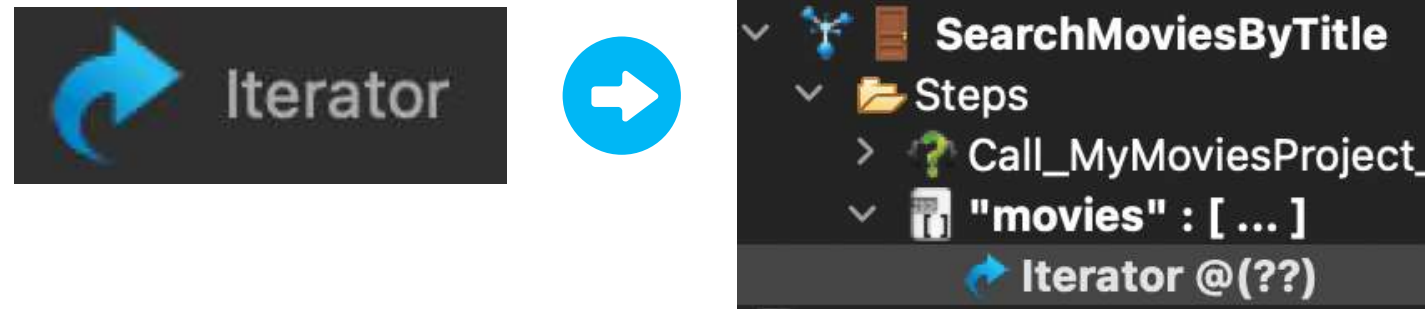 Iterator
SearchMoviesByTitle
Steps
Call_MyMoviesProject_
"movies" : [ ... ]
Iterator @(??)